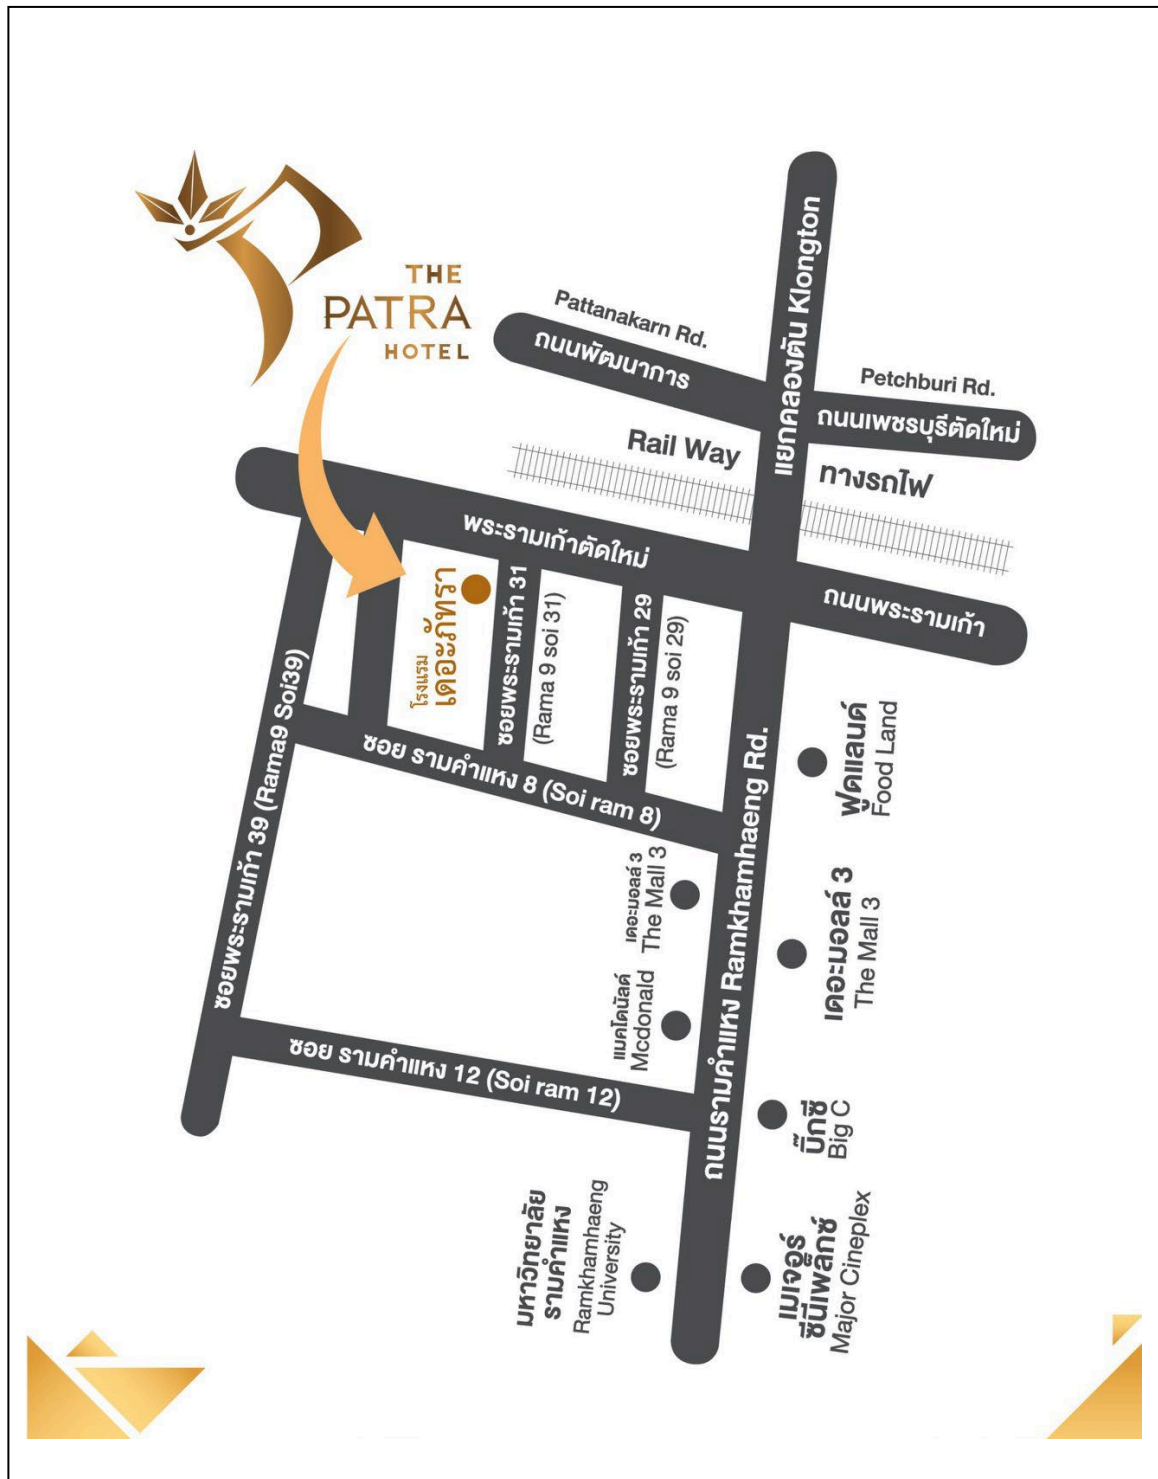 THE
PATRA
HOTEL
แยกคลองตัน Klongton
Pattanakarn Rd.
ถนนพัฒนาการ
Petchburi Rd.
ถนนเพชรบุรีตัดใหม่
Rail Way
ทางรถไฟ
พระรามเก้าตัดใหม่
ถนนพระรามเก้า
โรงแรม
เดอะภัทรา
ซอยพระรามเก้า 31
(Rama 9 soi 31)
ซอยพระรามเก้า 29
(Rama 9 soi 29)
ซอยพระรามเก้า 39 (Rama9 Soi39)
ซอย รามคำแหง 8 (Soi ram 8)
ถนนรามคำแหง Ramkhamhaeng Rd.
ฟูดแลนด์
Food Land
เดอะมอลล์ 3
The Mall 3
เดอะมอลล์ 3
The Mall 3
แมคโดนัลด์
Mcdonald
ซอย รามคำแหง 12 (Soi ram 12)
บิ๊กซี
Big C
มหาวิทยาลัย
รามคำแหง
Ramkhamhaeng
University
เมเจอร์
ซีนีเพล็กซ์
Major Cineplex